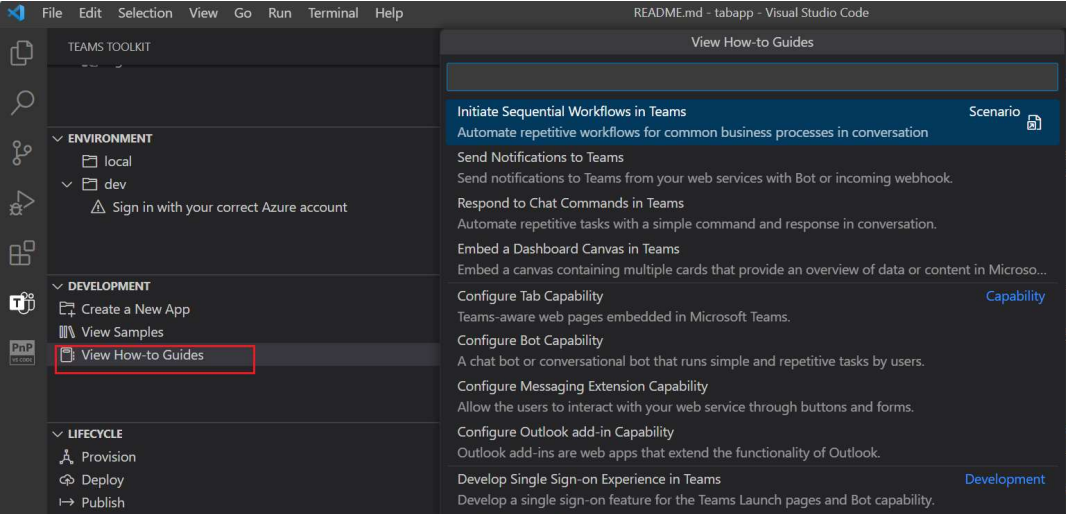 File Edit Selection View Go Run Terminal Help
README.md - tabapp - Visual Studio Code
TEAMS TOOLKIT
ENVIRONMENT
local
dev
Sign in with your correct Azure account
DEVELOPMENT
Create a New App
View Samples
View How-to Guides
LIFECYCLE
Provision
Deploy
Publish
PnP
VS CODE
View How-to Guides
Initiate Sequential Workflows in Teams Scenario
Automate repetitive workflows for common business processes in conversation
Send Notifications to Teams
Send notifications to Teams from your web services with Bot or incoming webhook.
Respond to Chat Commands in Teams
Automate repetitive tasks with a simple command and response in conversation.
Embed a Dashboard Canvas in Teams
Embed a canvas containing multiple cards that provide an overview of data or content in Microso...
Configure Tab Capability Capability
Teams-aware web pages embedded in Microsoft Teams.
Configure Bot Capability
A chat bot or conversational bot that runs simple and repetitive tasks by users.
Configure Messaging Extension Capability
Allow the users to interact with your web service through buttons and forms.
Configure Outlook add-in Capability
Outlook add-ins are web apps that extend the functionality of Outlook.
Develop Single Sign-on Experience in Teams Development
Develop a single sign-on feature for the Teams Launch pages and Bot capability.